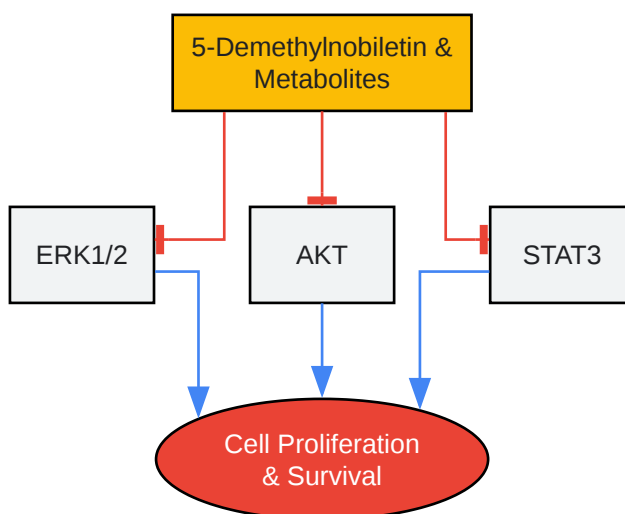 5-Demethylnobiletin &
Metabolites
ERK1/2
AKT
STAT3
Cell Proliferation
& Survival